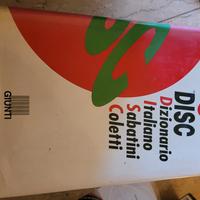 DISC
Dizionario
Italiano
Sabatini
Coletti
GIUNTI